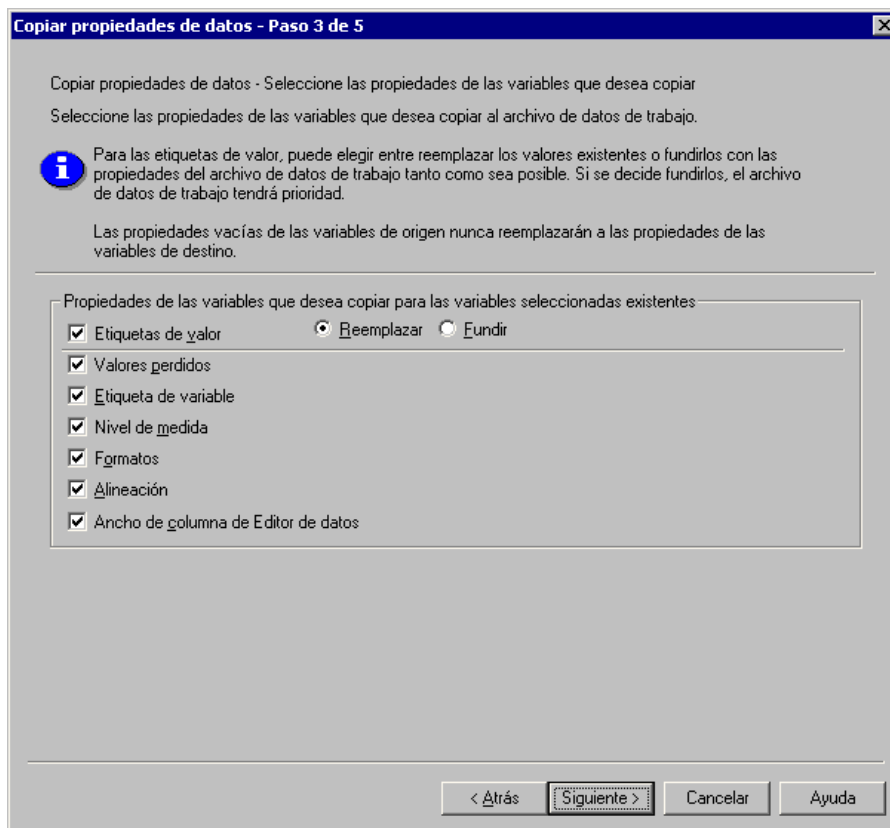 Copiar propiedades de datos - Paso 3 de 5
Copiar propiedades de datos - Seleccione las propiedades de las variables que desea copiar
Seleccione las propiedades de las variables que desea copiar al archivo de datos de trabajo.
Para las etiquetas de valor, puede elegir entre reemplazar los valores existentes o fundirlos con las
propiedades del archivo de datos de trabajo tanto como sea posible. Si se decide fundirlos, el archivo
de datos de trabajo tendrá prioridad.
Las propiedades vacías de las variables de origen nunca reemplazarán a las propiedades de las
variables de destino.
Propiedades de las variables que desea copiar para las variables seleccionadas existentes
Etiquetas de valor Reemplazar Fundir
Valores perdidos
Etiqueta de variable
Nivel de medida
Formatos
Alineación
Ancho de columna de Editor de datos
< Atrás Siguiente > Cancelar Ayuda